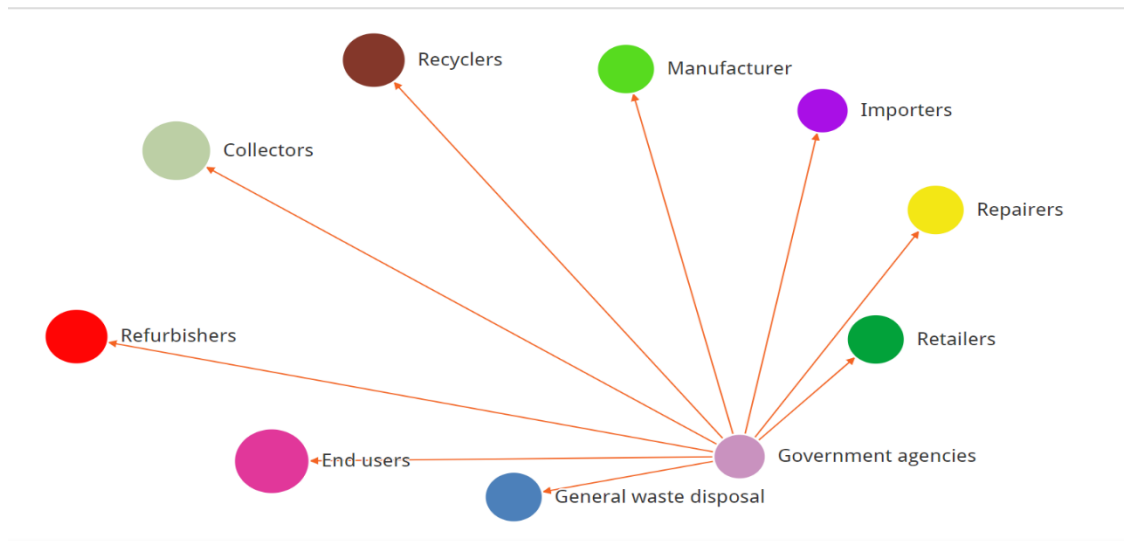 Recyclers
Manufacturer
Importers
Collectors
Repairers
Refurbishers
Retailers
End users
Government agencies
General waste disposal